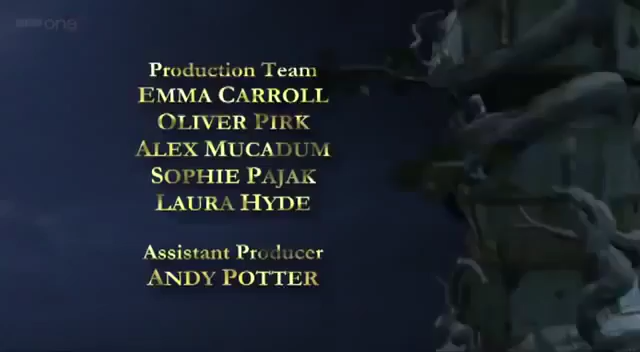 BBC one
Production Team
EMMA CARROLL
OLIVER PIRK
ALEX MUCADUM
SOPHIE PAJAK
LAURA HYDE
Assistant Producer
ANDY POTTER